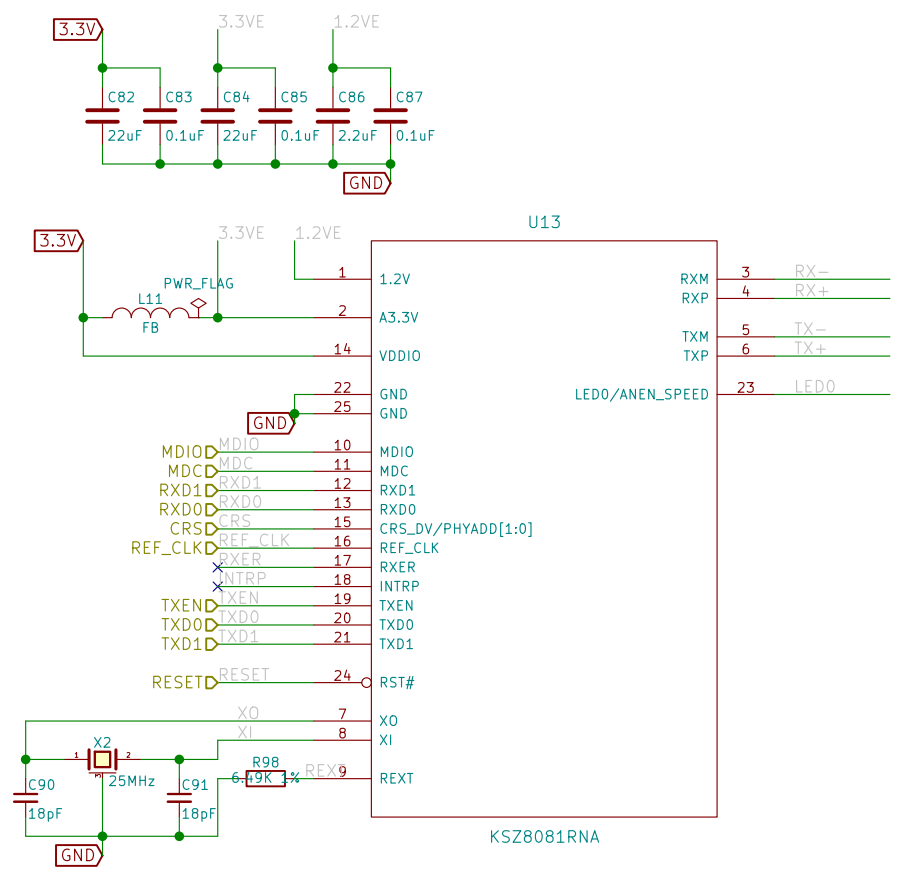 3.3V 3.3VE 1.2VE
C82 C83 C84 C85 C86 C87
22uF 0.1uF 22uF 0.1uF 2.2uF 0.1uF
GND
U13
3.3V 3.3VE 1.2VE
PWR_FLAG
1 1.2V RXM 3 RX-
L11
RXP 4 RX+
2 A3.3V
FB
TXM 5 TX-
14 VDDIO TXP 6 TX+
22 GND LED0/ANEN_SPEED 23 LED0
GND 25 GND
MDIO MDIO 10 MDIO
MDC MDC 11 MDC
RXD1 RXD1 12 RXD1
RXD0 RXD0 13 RXD0
CRS CRS 15 CRS_DV/PHYADD[1:0]
REF_CLK REF_CLK 16 REF_CLK
RXER 17 RXER
INTRP 18 INTRP
TXEN TXEN 19 TXEN
TXD0 TXD0 20 TXD0
TXD1 TXD1 21 TXD1
RESET RESET 24 RST#
XO 7 XO
XI 8 XI
X2
1 2
3
R98
25MHz 6.49K 1% REXT 9 REXT
C90 C91
18pF 18pF
KSZ8081RNA
GND